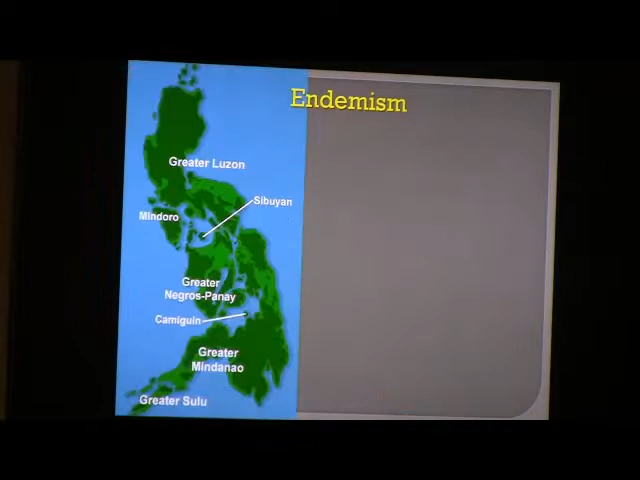 Endemism
Greater Luzon
Sibuyan
Mindoro
Greater
Negros-Panay
Camiguin
Greater
Mindanao
Greater Sulu